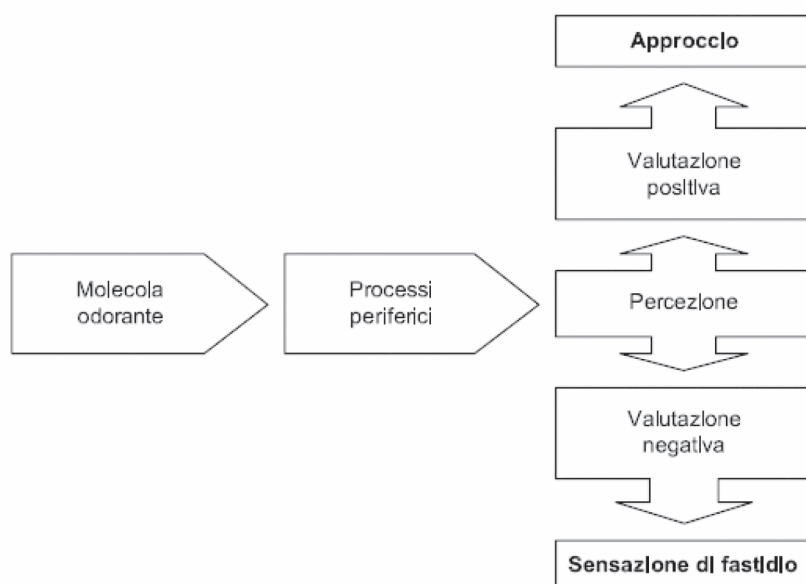 Approccio
Valutazione
positiva
Molecola
odorante
Processi
periferici
Percezione
Valutazione
negativa
Sensazione di fastidio